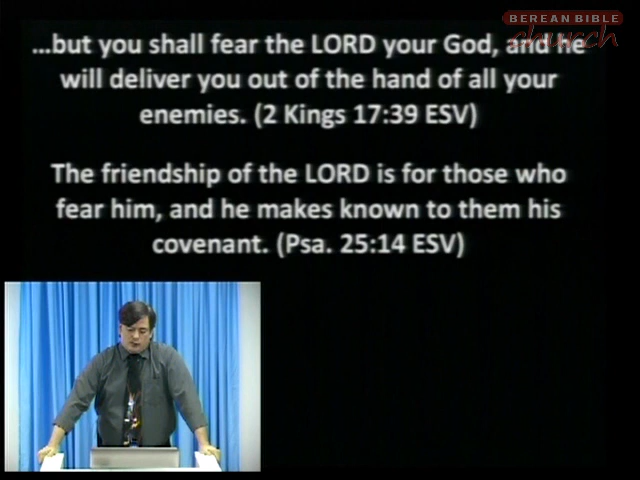 BEREAN BIBLE
church
...but you shall fear the LORD your God, and he
will deliver you out of the hand of all your
enemies. (2 Kings 17:39 ESV)
The friendship of the LORD is for those who
fear him, and he makes known to them his
covenant. (Psa. 25:14 ESV)